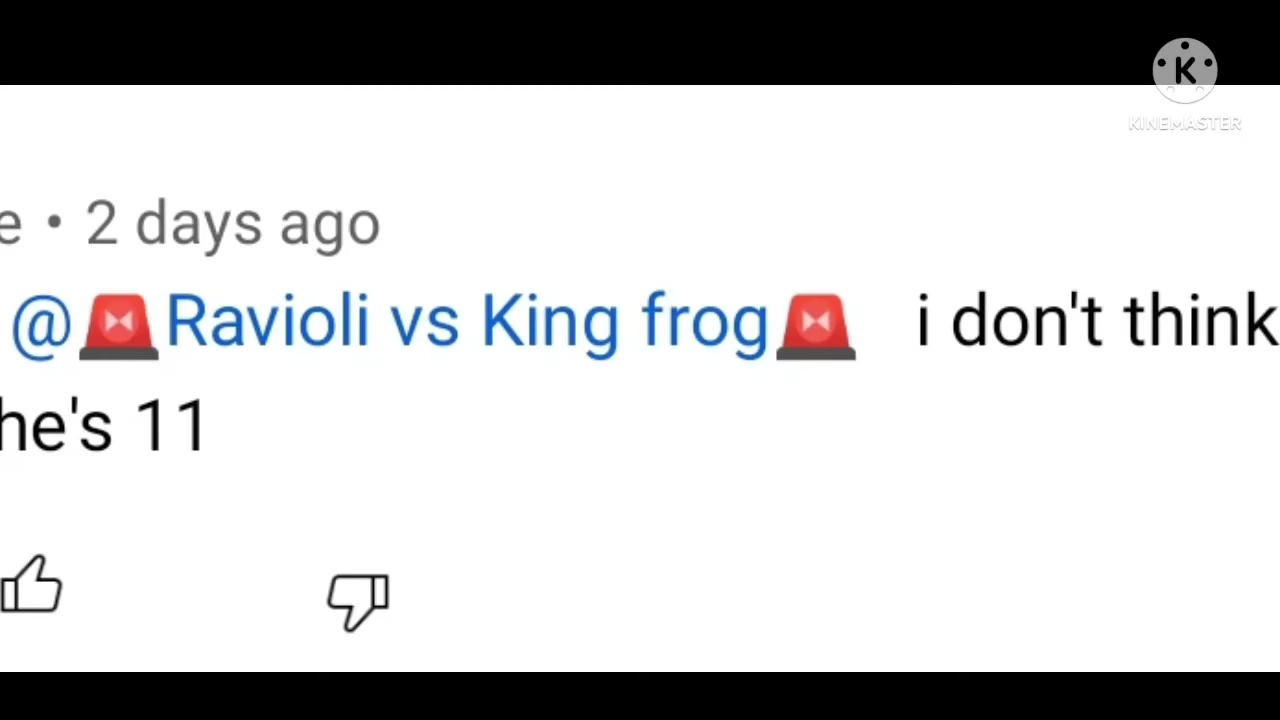 K
KINEMASTER
e • 2 days ago
@🚨Ravioli vs King frog🚨 i don't think
he's 11